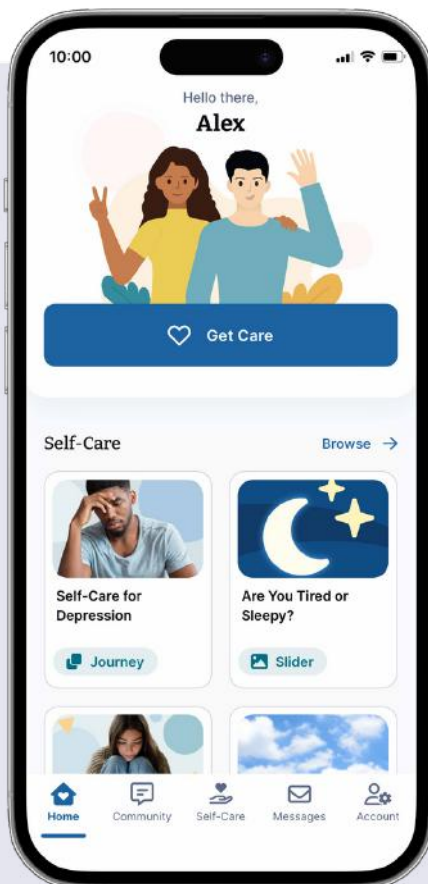 10:00
Hello there,
Alex
Get Care
Self-Care
Browse
Self-Care for
Depression
Are You Tired or
Sleepy?
Journey
Slider
Home
Community
Self-Care
Messages
Account